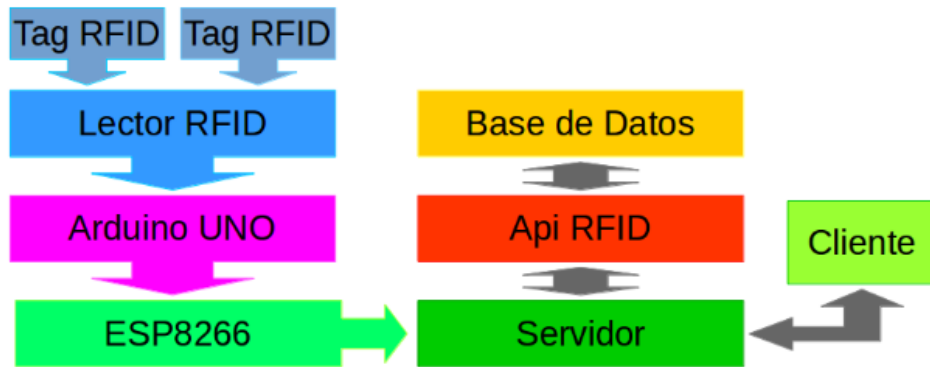 Tag RFID
Tag RFID
Lector RFID
Arduino UNO
ESP8266
Base de Datos
Api RFID
Servidor
Cliente